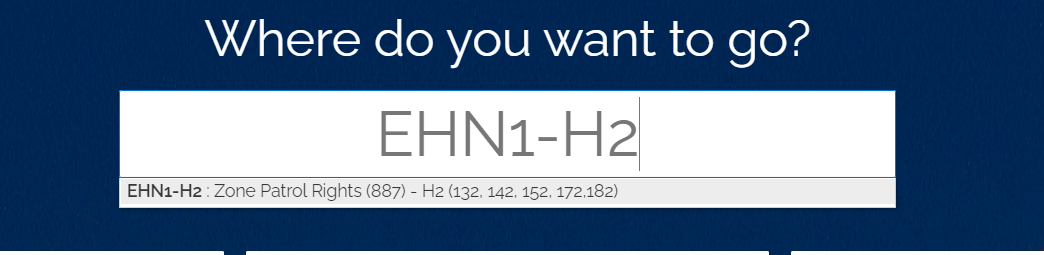 Where do you want to go?
EHN1-H2
EHN1-H2 : Zone Patrol Rights (887) - H2 (132, 142, 152, 172,182)